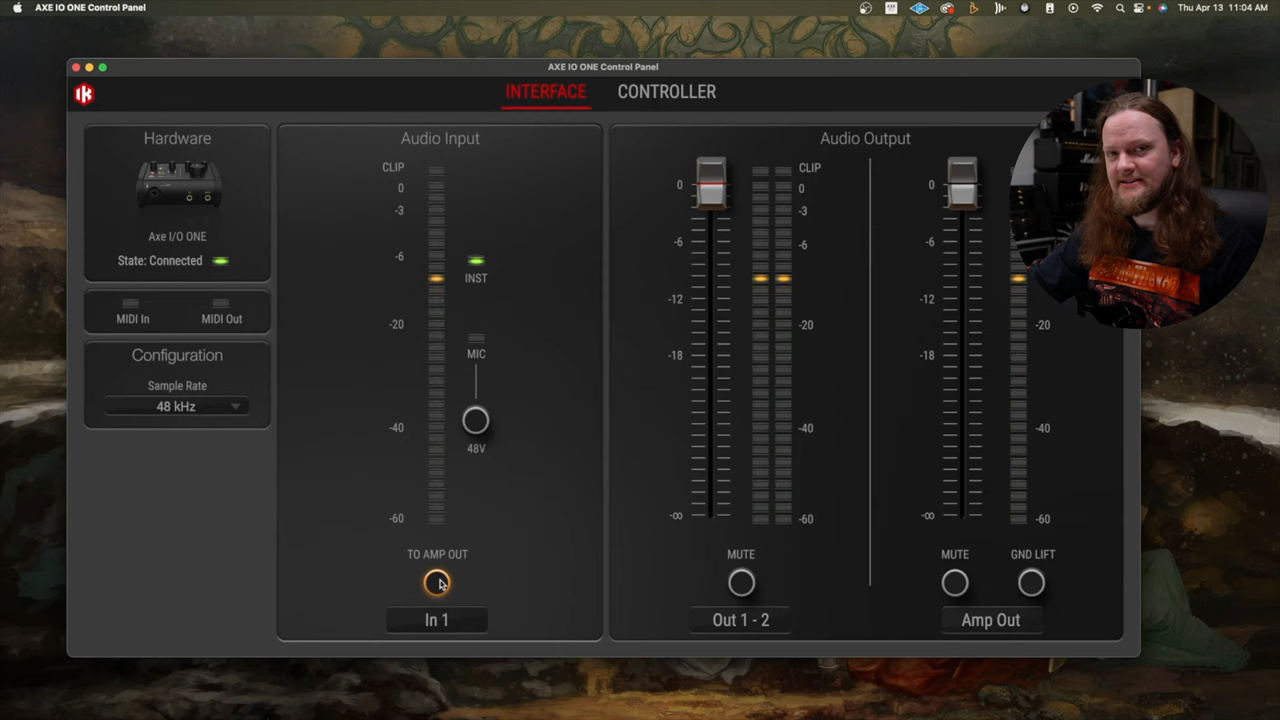 AXE IO ONE Control Panel
Thu Apr 13 11:04 AM
AXE IO ONE Control Panel
INTERFACE
CONTROLLER
Hardware
Axe I/O ONE
State: Connected
MIDI In
MIDI Out
Configuration
Sample Rate
48 kHz
Audio Input
CLIP
0
-3
-6
-20
-40
-60
INST
MIC
48V
TO AMP OUT
In 1
Audio Output
0
-6
-12
-18
-∞
CLIP
0
-3
-6
-20
-40
-60
MUTE
Out 1 - 2
0
-6
-12
-18
-∞
-20
-40
-60
MUTE
GND LIFT
Amp Out